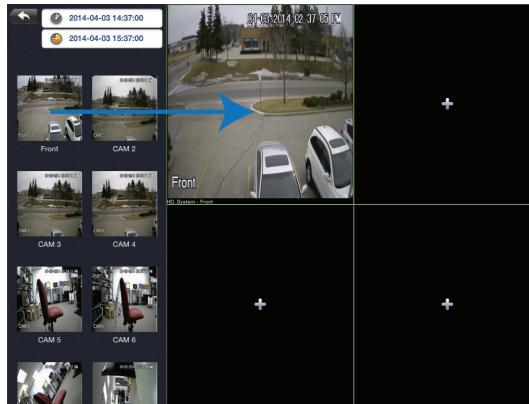 2014-04-03 14:37:00
2014-04-03 15:37:00
Front
CAM 2
CAM 3
CAM 4
CAM 5
CAM 6
04-03-2014 02:37:05 PM
Front
HD_System - Front